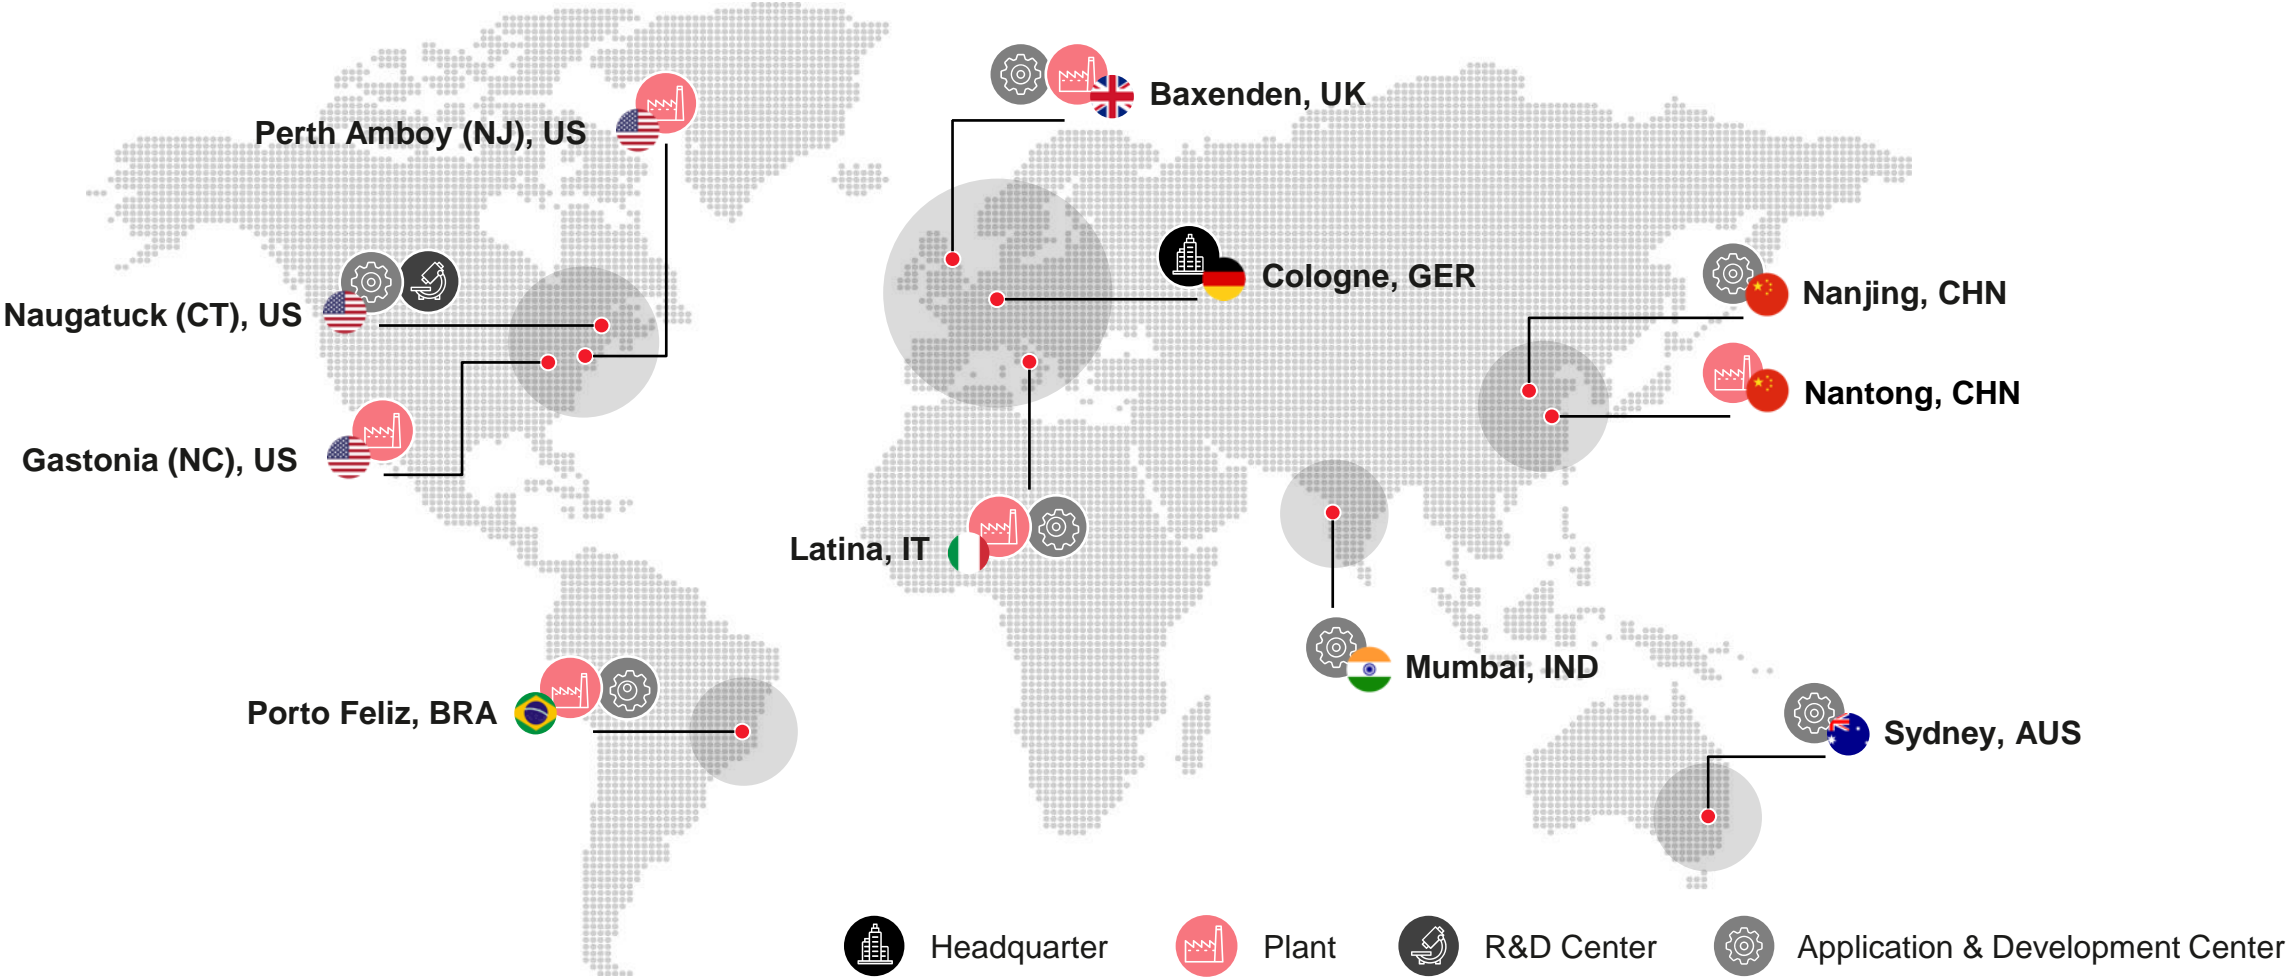 Baxenden, UK
Perth Amboy (NJ), US
Cologne, GER
Nanjing, CHN
Naugatuck (CT), US
Nantong, CHN
Gastonia (NC), US
Latina, IT
Mumbai, IND
Porto Feliz, BRA
Sydney, AUS
Headquarter
Plant
R&D Center
Application & Development Center